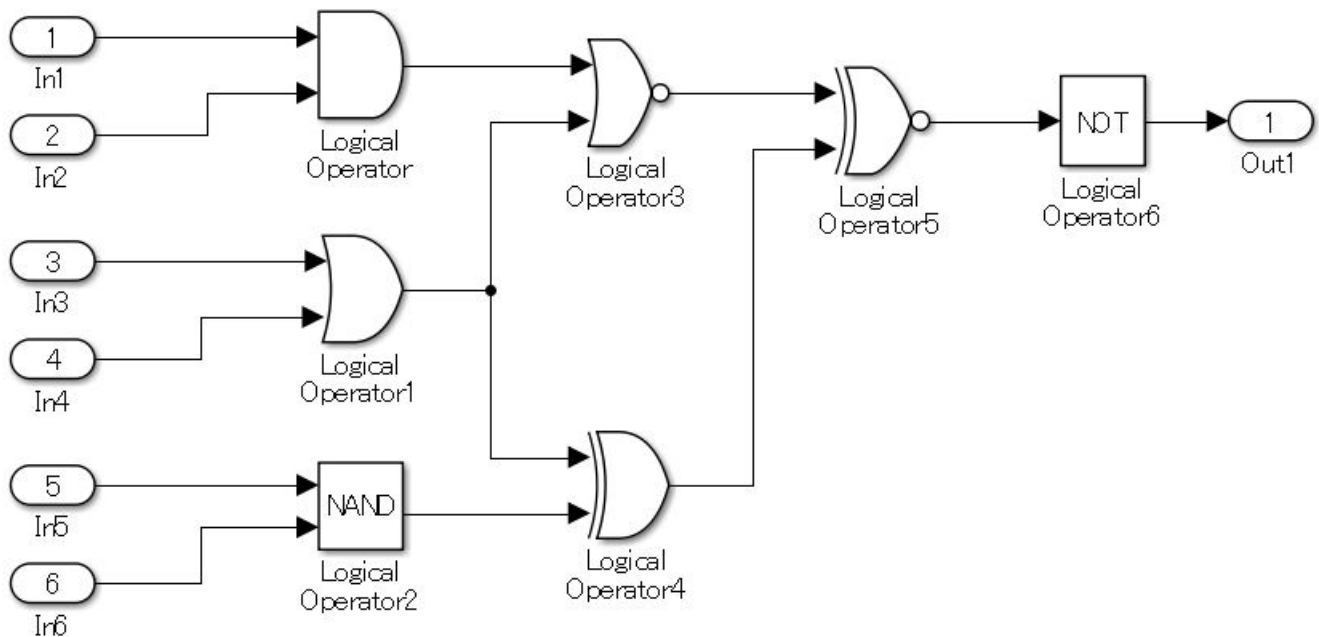 1
In1
2
In2
Logical
Operator
3
In3
4
In4
Logical
Operator1
5
In5
6
In6
NAND
Logical
Operator2
Logical
Operator3
Logical
Operator4
Logical
Operator5
NOT
Logical
Operator6
1
Out1